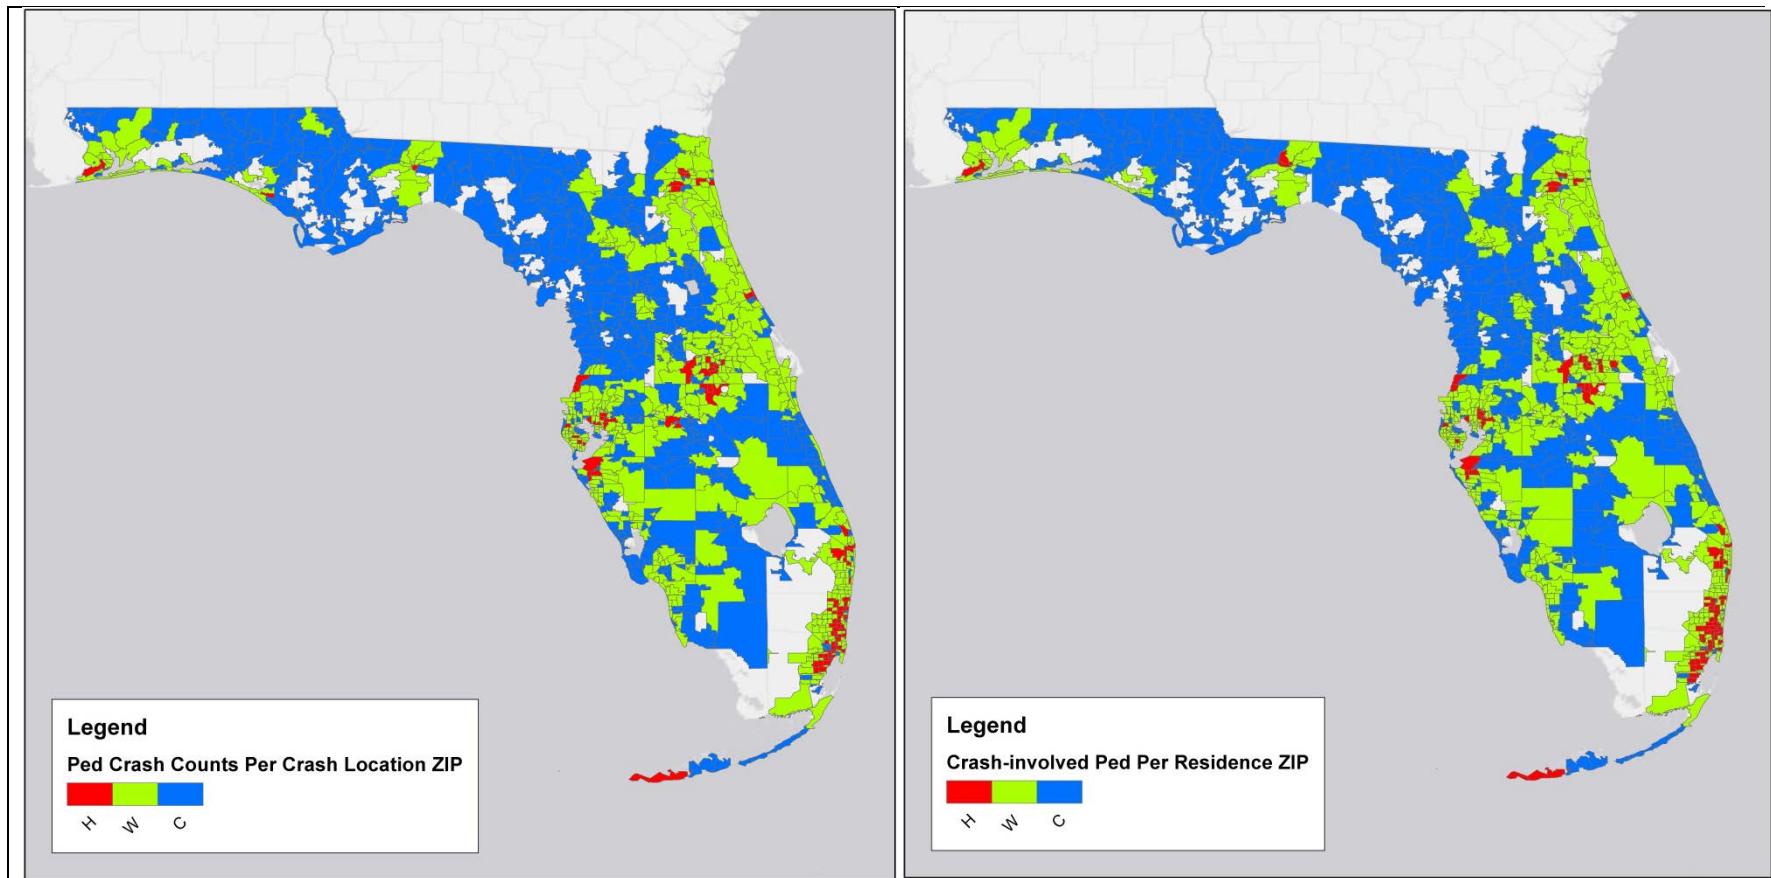 Legend
Ped Crash Counts Per Crash Location ZIP
H W C
Legend
Crash-involved Ped Per Residence ZIP
H W C